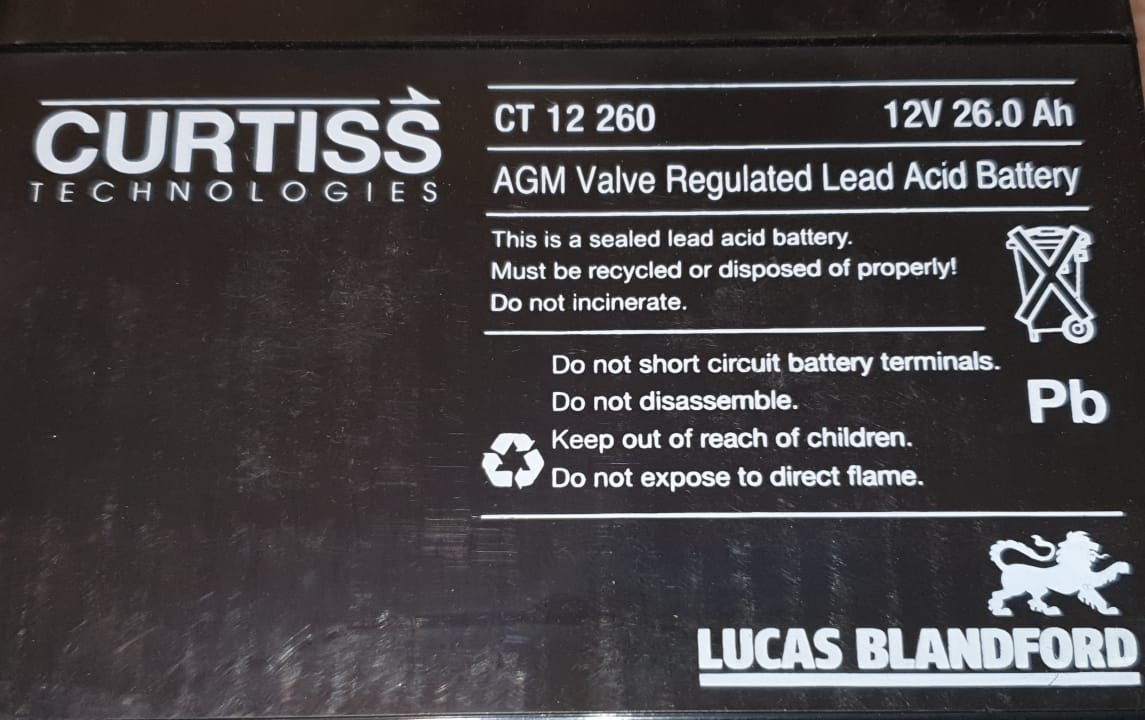 CURTISS
TECHNOLOGIES
CT 12 260 12V 26.0 Ah
AGM Valve Regulated Lead Acid Battery
This is a sealed lead acid battery.
Must be recycled or disposed of properly!
Do not incinerate.
Do not short circuit battery terminals.
Do not disassemble.
Keep out of reach of children.
Do not expose to direct flame.
Pb
LUCAS BLANDFORD